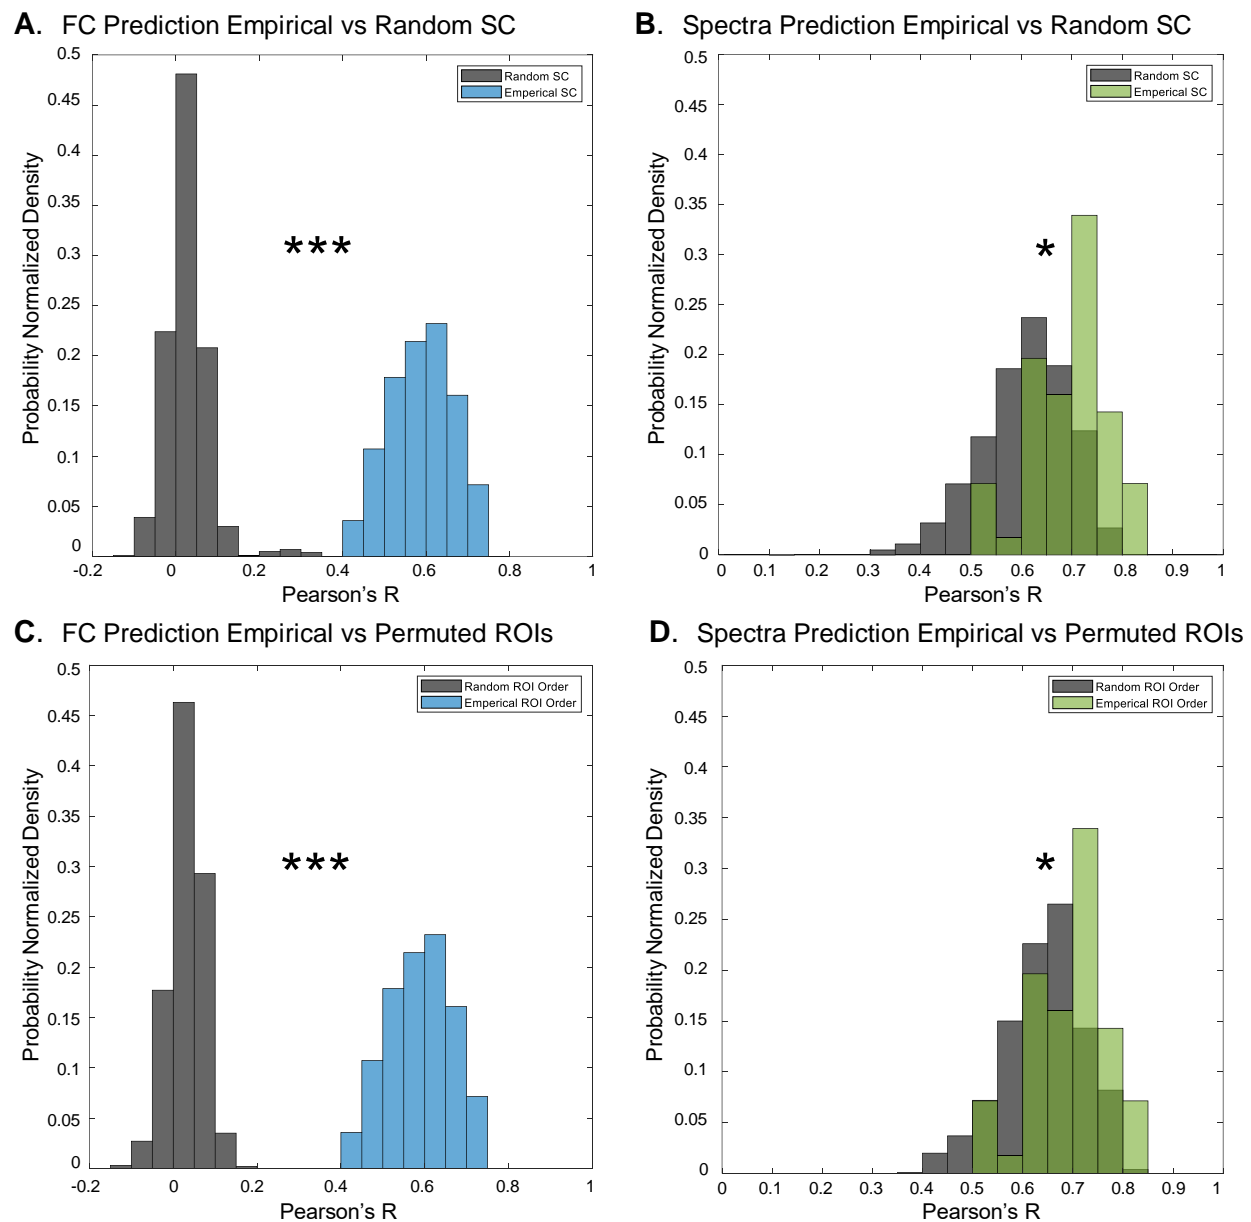 A. FC Prediction Empirical vs Random SC
0.5
0.45
0.4
0.35
0.3
0.25
0.2
0.15
0.1
0.05
0
Probability Normalized Density
Random SC
Emperical SC
***
-0.2 0 0.2 0.4 0.6 0.8 1
Pearson's R
B. Spectra Prediction Empirical vs Random SC
0.5
0.45
0.4
0.35
0.3
0.25
0.2
0.15
0.1
0.05
0
Probability Normalized Density
Random SC
Emperical SC
*
0 0.1 0.2 0.3 0.4 0.5 0.6 0.7 0.8 0.9 1
Pearson's R
C. FC Prediction Empirical vs Permuted ROIs
0.5
0.45
0.4
0.35
0.3
0.25
0.2
0.15
0.1
0.05
0
Probability Normalized Density
Random ROI Order
Emperical ROI Order
***
-0.2 0 0.2 0.4 0.6 0.8 1
Pearson's R
D. Spectra Prediction Empirical vs Permuted ROIs
0.5
0.45
0.4
0.35
0.3
0.25
0.2
0.15
0.1
0.05
0
Probability Normalized Density
Random ROI Order
Emperical ROI Order
*
0 0.1 0.2 0.3 0.4 0.5 0.6 0.7 0.8 0.9 1
Pearson's R